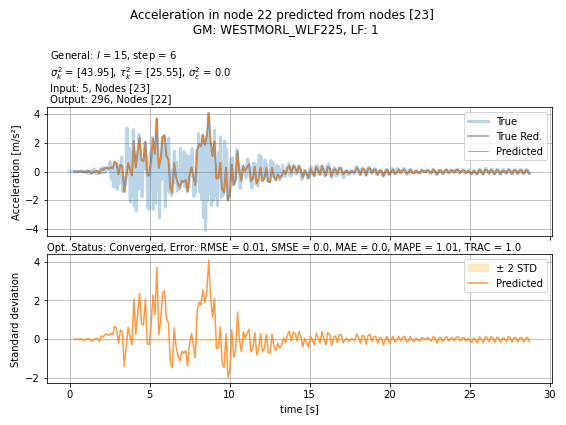 Acceleration in node 22 predicted from nodes [23]
GM: WESTMORL_WLF225, LF: 1
General: l = 15, step = 6
σ²ₖ = [43.95], τ²ₖ = [25.55], σ²ε = 0.0
Input: 5, Nodes [23]
Output: 296, Nodes [22]
Acceleration [m/s²]
4
2
0
−2
−4
True
True Red.
Predicted
Opt. Status: Converged, Error: RMSE = 0.01, SMSE = 0.0, MAE = 0.0, MAPE = 1.01, TRAC = 1.0
Standard deviation
4
2
0
−2
± 2 STD
Predicted
0 5 10 15 20 25 30
time [s]